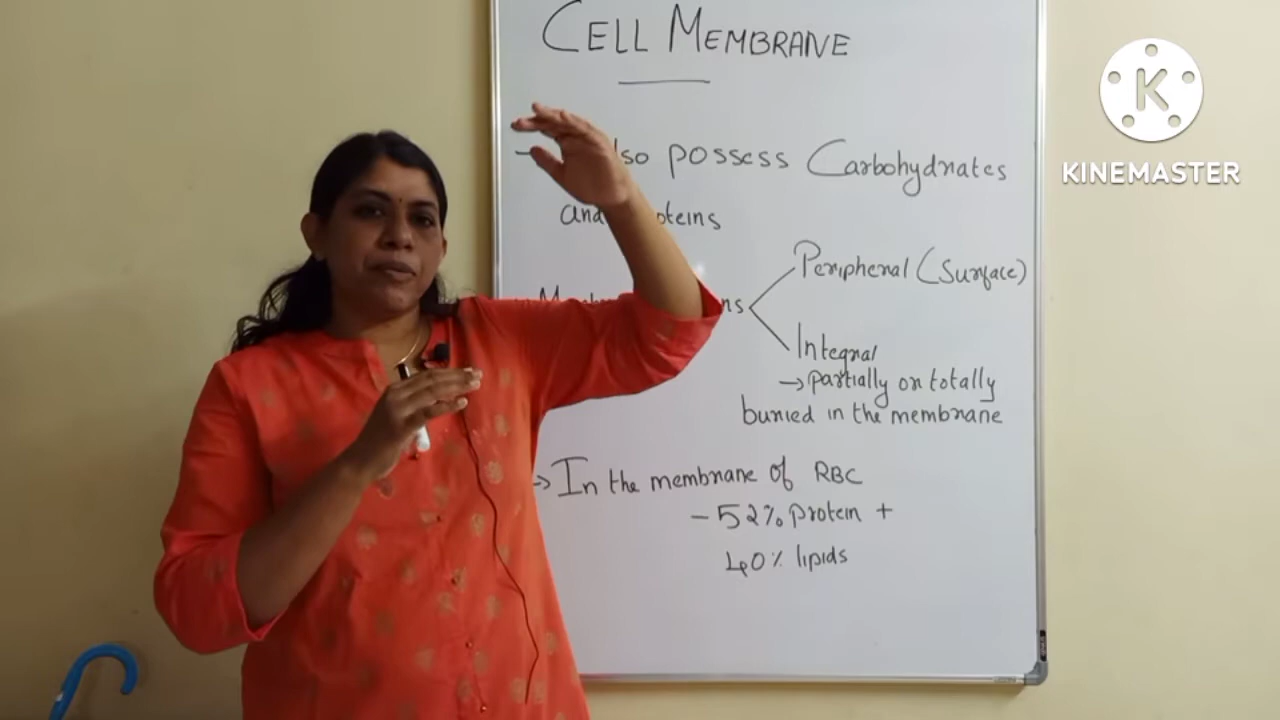 CELL MEMBRANE
also possess Carbohydrates
and proteins
Peripheral (Surface)
Integral
→ partially or totally
buried in the membrane
→ In the membrane of RBC
- 52% protein +
40% lipids
K
KINEMASTER